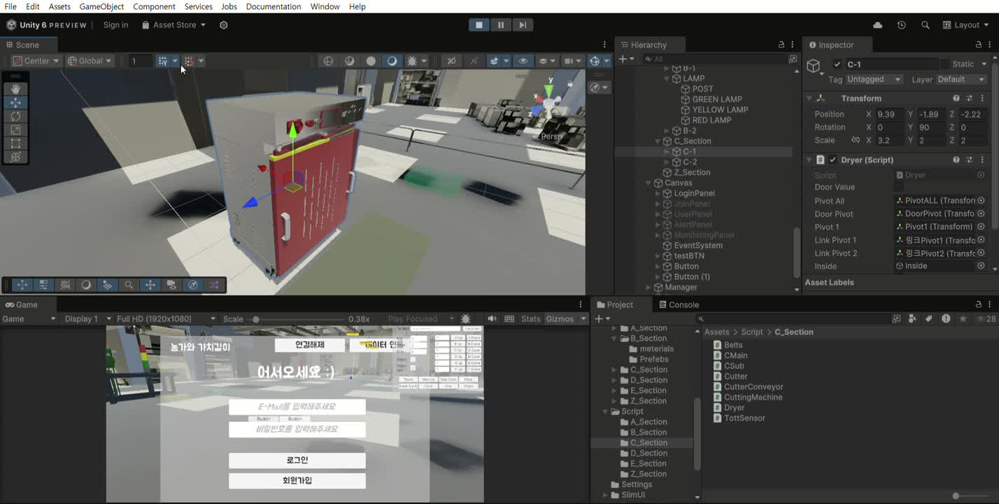 File Edit Assets GameObject Component Services Jobs Documentation Window Help
Unity 6 PREVIEW Sign in Asset Store Layout
Scene
Center Global 1
y
x
z
Persp
Hierarchy
All
B-1
LAMP
POST
GREEN LAMP
YELLOW LAMP
RED LAMP
B-2
C_Section
C-1
C-2
Z_Section
Canvas
LoginPanel
JoinPanel
UserPanel
AlertPanel
MonitoringPanel
EventSystem
testBTN
Button
Button (1)
Manager
Inspector
C-1 Static
Tag Untagged Layer Default
Transform
Position X 9.39 Y -1.89 Z -2.22
Rotation X 0 Y 90 Z 0
Scale X 3.2 Y 2 Z 2
Dryer (Script)
Script Dryer
Door Value
Pivot All PivotALL (Transforr
Door Pivot DoorPivot (Transfo
Pivot 1 Pivot1 (Transform)
Link Pivot 1 링크Pivot1 (Transfo
Link Pivot 2 링크Pivot2 (Transfc
Inside Inside
Asset Labels
Game
Game Display 1 Full HD (1920x1080) Scale 0.38x Play Focused Stats Gizmos
농가와 가치같이
연결해제
어서오세요 :)
E-Mail을 입력해주세요
Button Button
비밀번호를 입력해주세요
로그인
회원가입
Project Console
28
A_Section
B_Section
meterials
Prefebs
C_Section
D_Section
E_Section
Z_Section
Script
A_Section
B_Section
C_Section
D_Section
E_Section
Z_Section
Settings
SlimUI
Assets Script C_Section
Belts
CMain
CSub
Cutter
CutterConveyor
CuttingMachine
Dryer
TottSensor